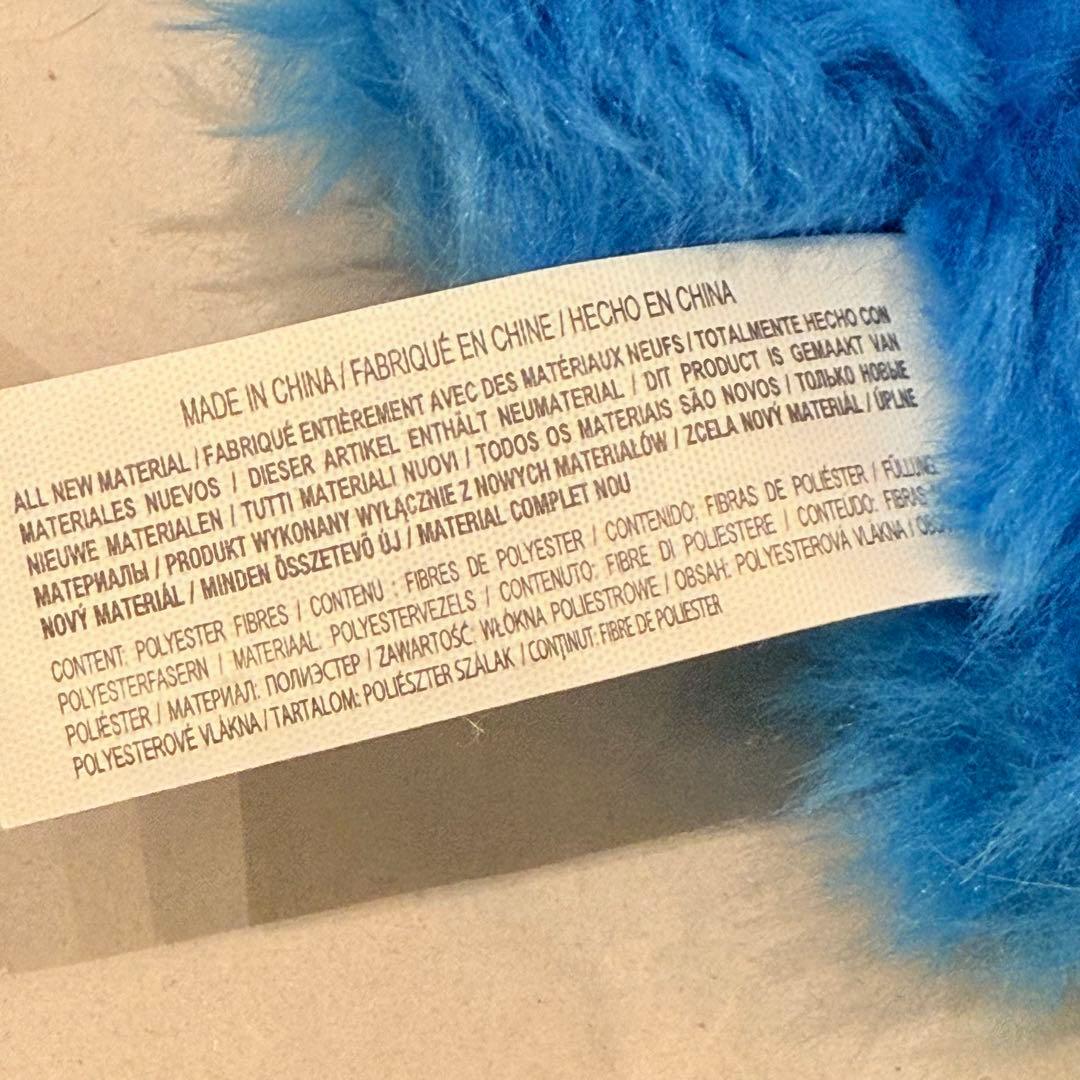 MADE IN CHINA / FABRIQUÉ EN CHINE / HECHO EN CHINA
ALL NEW MATERIAL / FABRIQUÉ ENTIÈREMENT AVEC DES MATÉRIAUX NEUFS / TOTALMENTE HECHO CON
MATERIALES NUEVOS / DIESER ARTIKEL ENTHÄLT NEUMATERIAL / DIT PRODUCT IS GEMAAKT VAN
NIEUWE MATERIALEN / TUTTI MATERIALI NUOVI / TODOS OS MATERIAIS SÃO NOVOS / ТОЛЬКО НОВЫЕ
МАТЕРИАЛЫ / PRODUKT WYKONANY WYŁĄCZNIE Z NOWYCH MATERIAŁÓW / ZCELA NOVÝ MATERIÁL / ÚPLNE
NOVÝ MATERIÁL / MINDEN ÖSSZETEVŐ ÚJ / MATERIAL COMPLET NOU
CONTENT: POLYESTER FIBRES / CONTENU : FIBRES DE POLYESTER / CONTENIDO: FIBRAS DE POLIÉSTER /
POLYESTERFASERN / MATERIAAL: POLYESTERVEZELS / CONTENUTO: FIBRE DI POLIESTERE / CONTEÚDO: FIBRAS
POLIÉSTER / МАТЕРИАЛ: ПОЛИЭСТЕР / ZAWARTOŚĆ: WŁÓKNA POLIESTROWE / OBSAH: POLYESTEROVÁ VLÁKNA /
POLYESTEROVÉ VLÁKNA / TARTALOM: POLIÉSZTER SZÁLAK / CONŢINUT: FIBRE DE POLIESTER